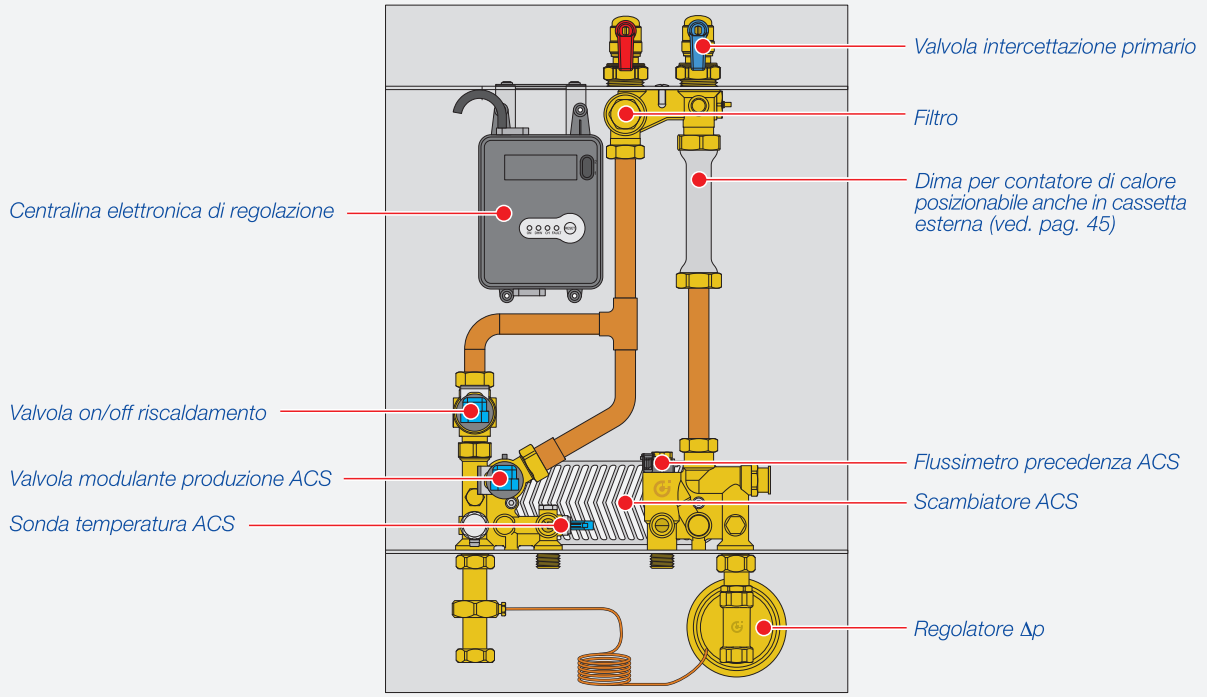 Valvola intercettazione primario
Filtro
Dima per contatore di calore
posizionabile anche in cassetta
esterna (ved. pag. 45)
Centralina elettronica di regolazione
Valvola on/off riscaldamento
Valvola modulante produzione ACS
Sonda temperatura ACS
Flussimetro precedenza ACS
Scambiatore ACS
Regolatore Δp